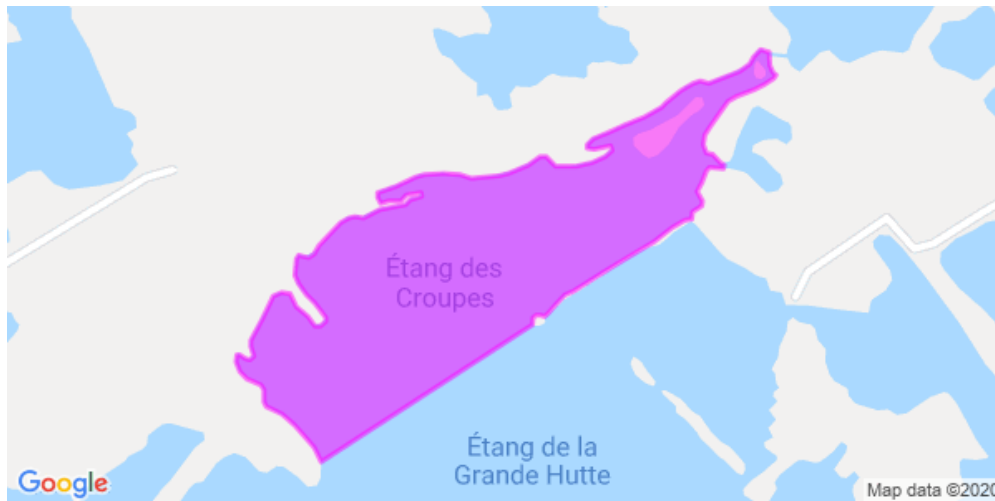 Étang des
Croupes
Étang de la
Grande Hutte
Google
Map data ©2020